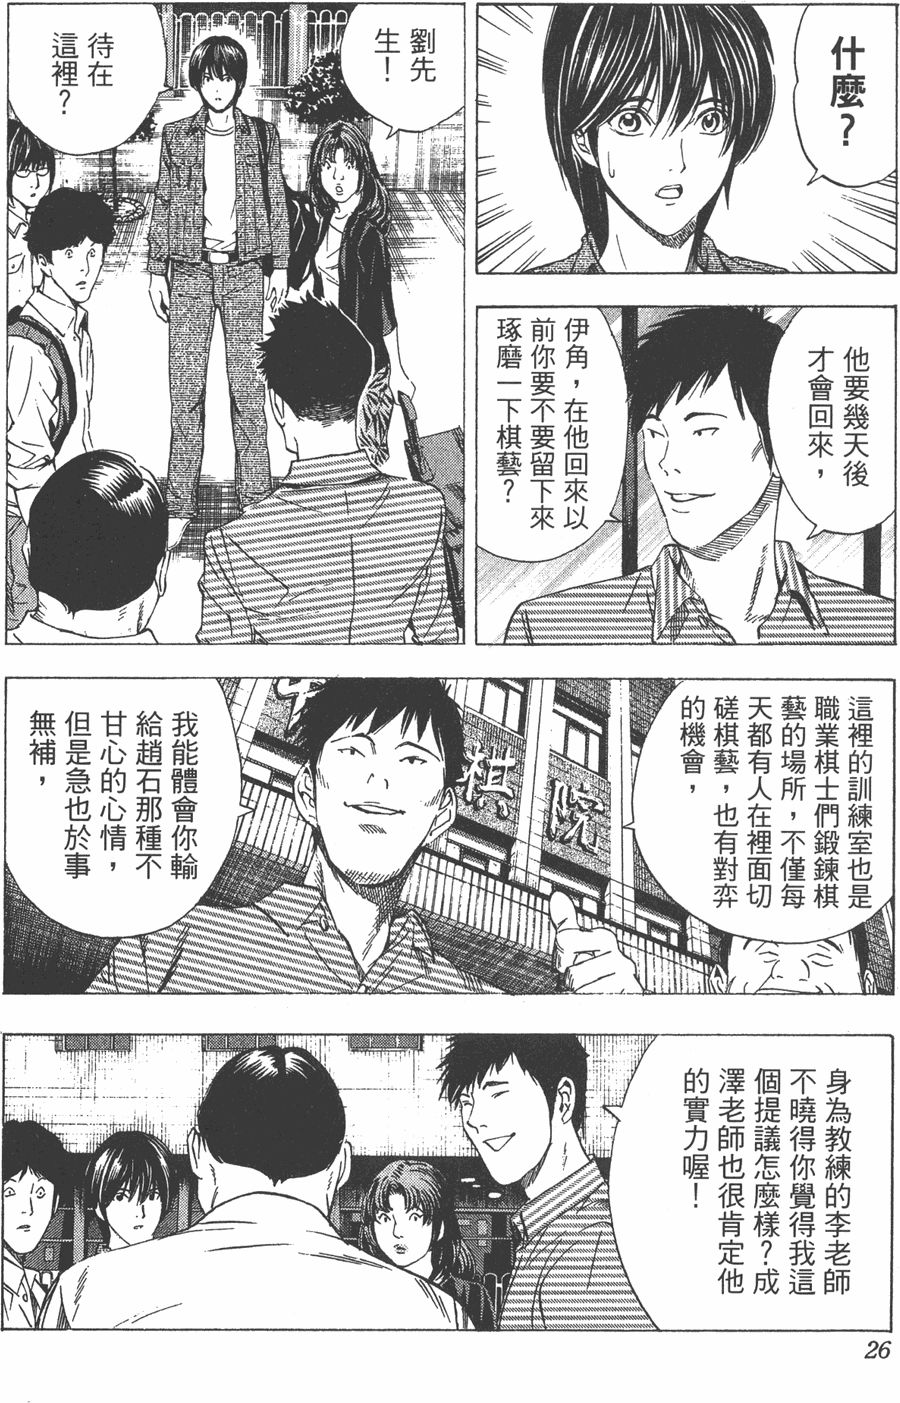 什麼？
他要幾天後
才會回來，
伊角，在他回來以
前你要不要留下來
琢磨一下棋藝？
劉先
生！
待在
這裡？
這裡的訓練室也是
職業棋士們鍛鍊棋
藝的場所，不僅每
天都有人在裡面切
磋棋藝，也有對弈
的機會，
棋院
我能體會你輸
給趙石那種不
甘心的心情，
但是急也於事
無補，
身為教練的李老師
不曉得你覺得我這
個提議怎麼樣？成
澤老師也很肯定他
的實力喔！
26